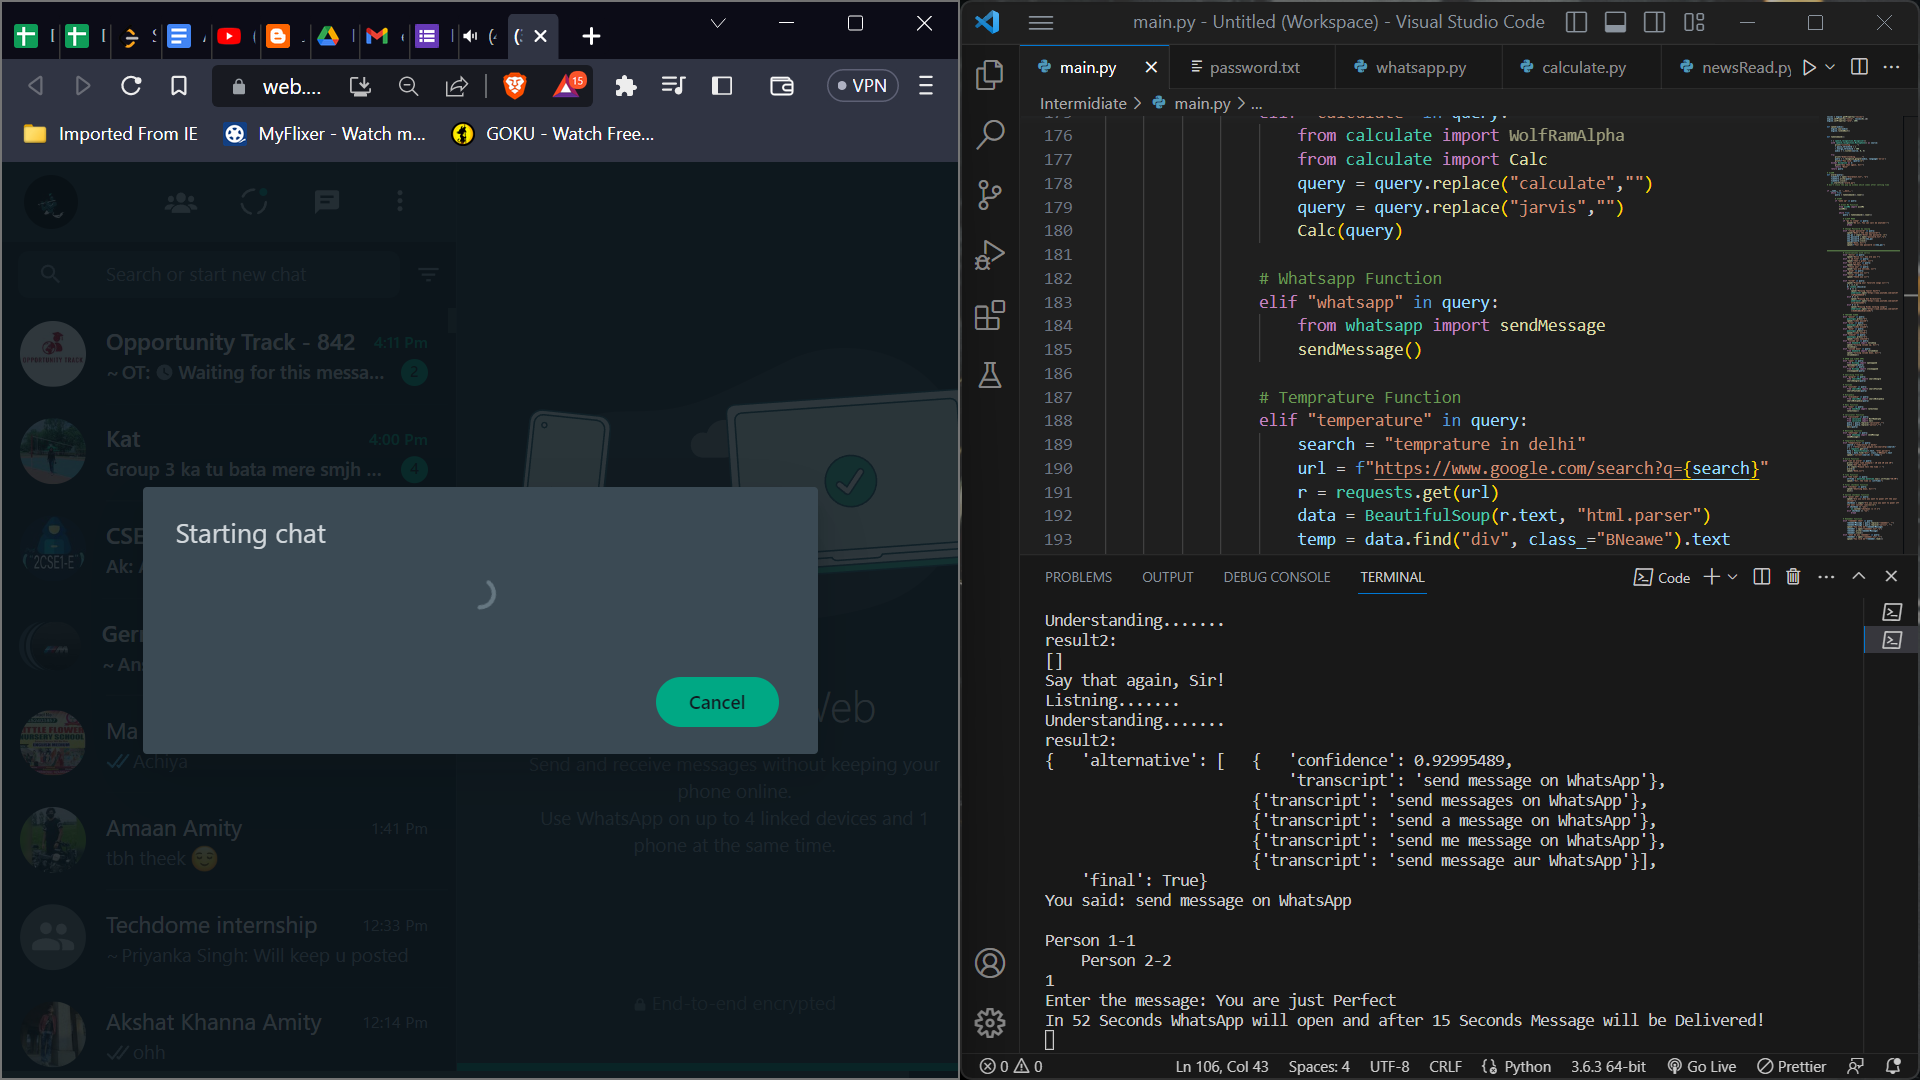 web....
VPN
15
Imported From IE
MyFlixer - Watch m...
GOKU - Watch Free...
Search or start new chat
Opportunity Track - 842
4:11 Pm
~ OT: Waiting for this messa...
2
Kat
4:00 Pm
Group 3 ka tu bata mere smjh ...
4
CSE
Ak:
Gern
~ Ans
Ma
Achiya
Amaan Amity
1:41 Pm
tbh theek 😌
Techdome internship
12:33 Pm
~ Priyanka Singh: Will keep u posted
Akshat Khanna Amity
12:14 Pm
ohh
Starting chat
Cancel
Web
Send and receive messages without keeping your
phone online.
Use WhatsApp on up to 4 linked devices and 1
phone at the same time.
End-to-end encrypted
main.py - Untitled (Workspace) - Visual Studio Code
main.py
password.txt
whatsapp.py
calculate.py
newsRead.py
Intermidiate > main.py > ...
175 elif "calculate" in query:
176 from calculate import WolfRamAlpha
177 from calculate import Calc
178 query = query.replace("calculate","")
179 query = query.replace("jarvis","")
180 Calc(query)
181
182 # Whatsapp Function
183 elif "whatsapp" in query:
184 from whatsapp import sendMessage
185 sendMessage()
186
187 # Temprature Function
188 elif "temperature" in query:
189 search = "temprature in delhi"
190 url = f"https://www.google.com/search?q={search}"
191 r = requests.get(url)
192 data = BeautifulSoup(r.text, "html.parser")
193 temp = data.find("div", class_="BNeawe").text
PROBLEMS OUTPUT DEBUG CONSOLE TERMINAL
Code
Understanding.......
result2:
[]
Say that again, Sir!
Listning.......
Understanding.......
result2:
{ 'alternative': [ { 'confidence': 0.92995489,
'transcript': 'send message on WhatsApp'},
{'transcript': 'send messages on WhatsApp'},
{'transcript': 'send a message on WhatsApp'},
{'transcript': 'send me message on WhatsApp'},
{'transcript': 'send message aur WhatsApp'}],
'final': True}
You said: send message on WhatsApp
Person 1-1
Person 2-2
1
Enter the message: You are just Perfect
In 52 Seconds WhatsApp will open and after 15 Seconds Message will be Delivered!
0 0
Ln 106, Col 43
Spaces: 4
UTF-8
CRLF
Python
3.6.3 64-bit
Go Live
Prettier